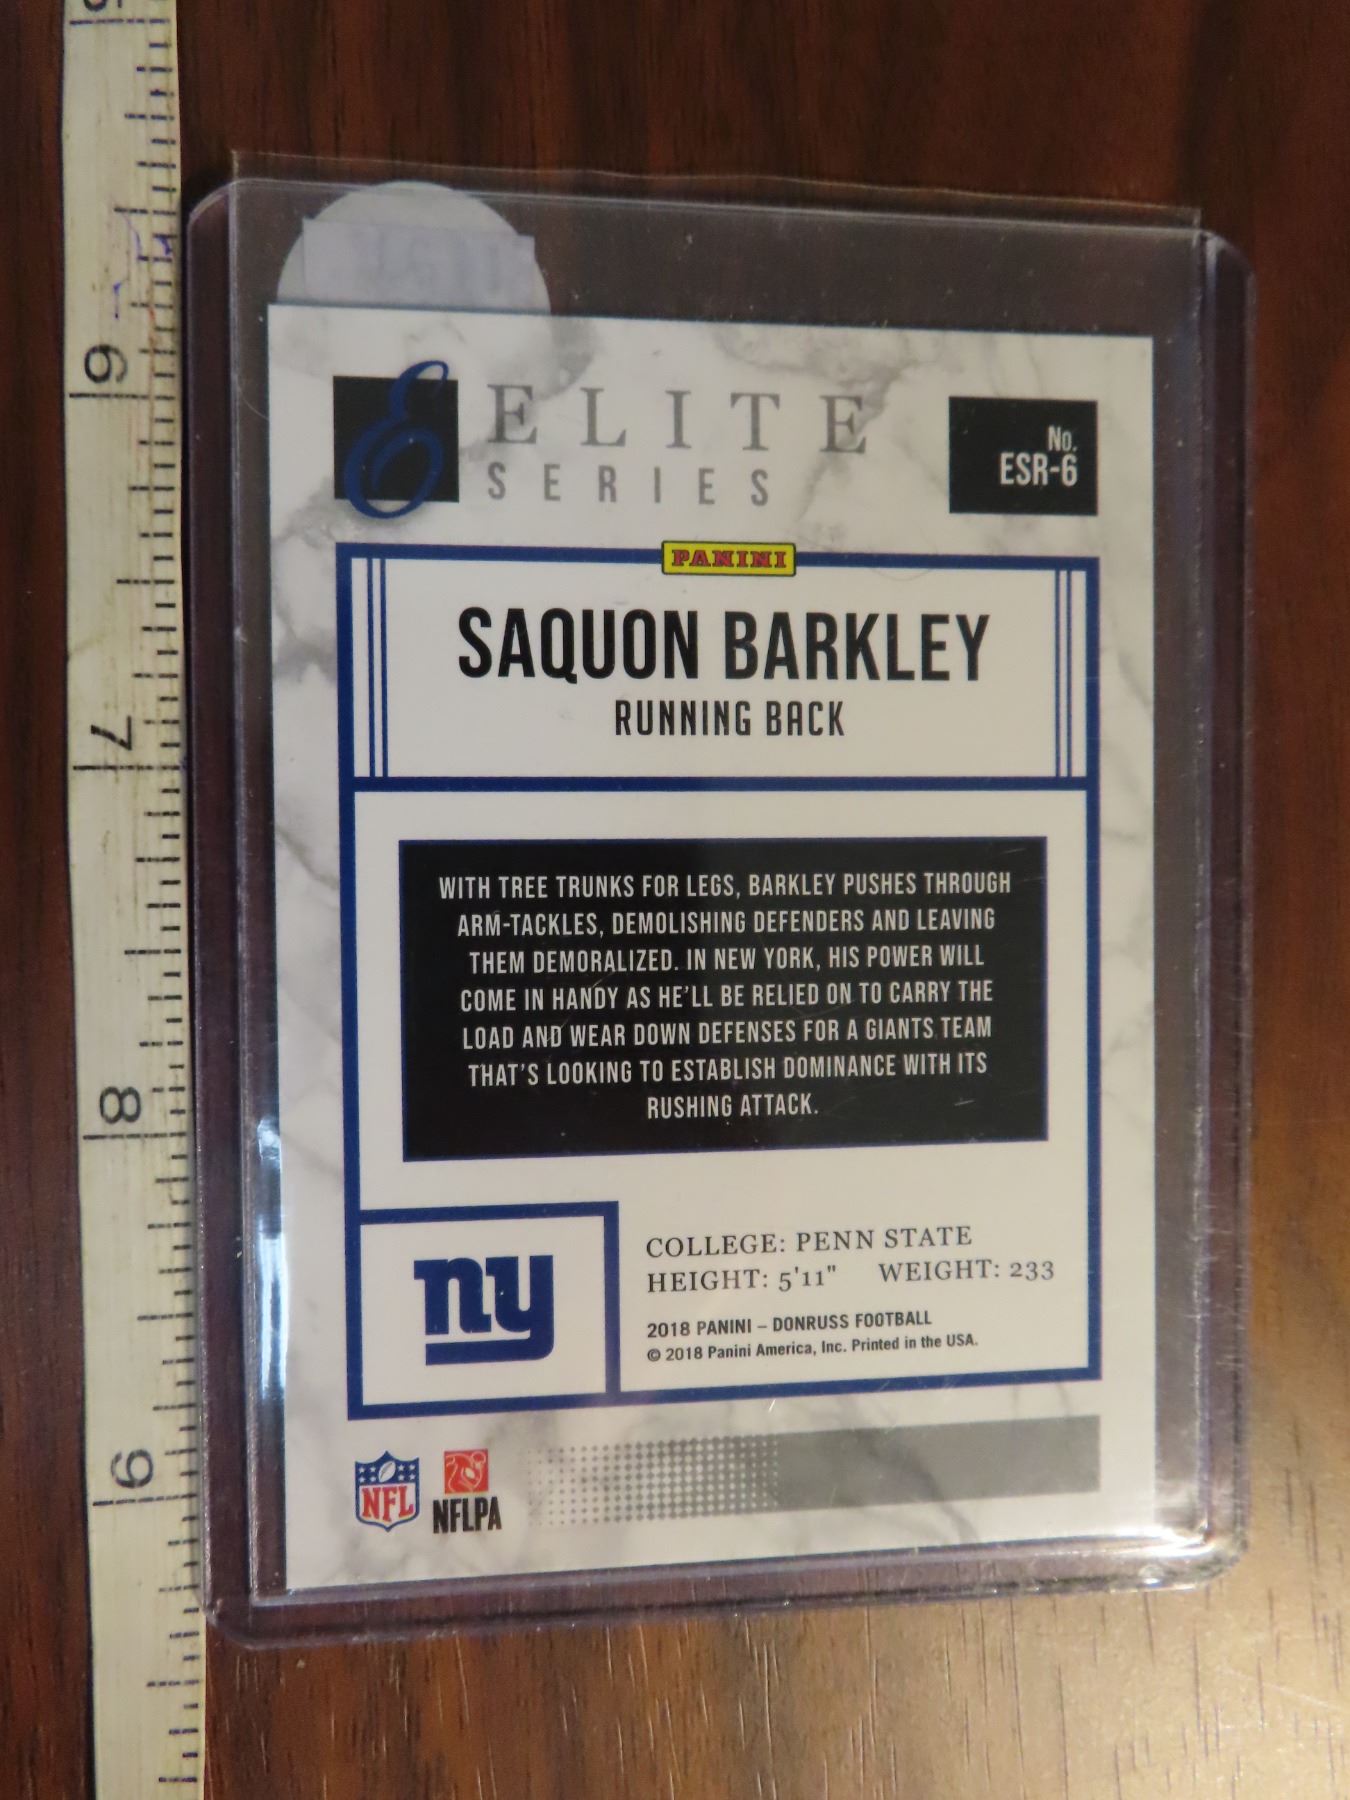 6
7
8
9
E ELITE
SERIES
No.
ESR-6
PANINI
SAQUON BARKLEY
RUNNING BACK
WITH TREE TRUNKS FOR LEGS, BARKLEY PUSHES THROUGH
ARM-TACKLES, DEMOLISHING DEFENDERS AND LEAVING
THEM DEMORALIZED. IN NEW YORK, HIS POWER WILL
COME IN HANDY AS HE'LL BE RELIED ON TO CARRY THE
LOAD AND WEAR DOWN DEFENSES FOR A GIANTS TEAM
THAT'S LOOKING TO ESTABLISH DOMINANCE WITH ITS
RUSHING ATTACK.
ny
COLLEGE: PENN STATE
HEIGHT: 5'11" WEIGHT: 233
2018 PANINI – DONRUSS FOOTBALL
© 2018 Panini America, Inc. Printed in the USA.
NFL
NFLPA